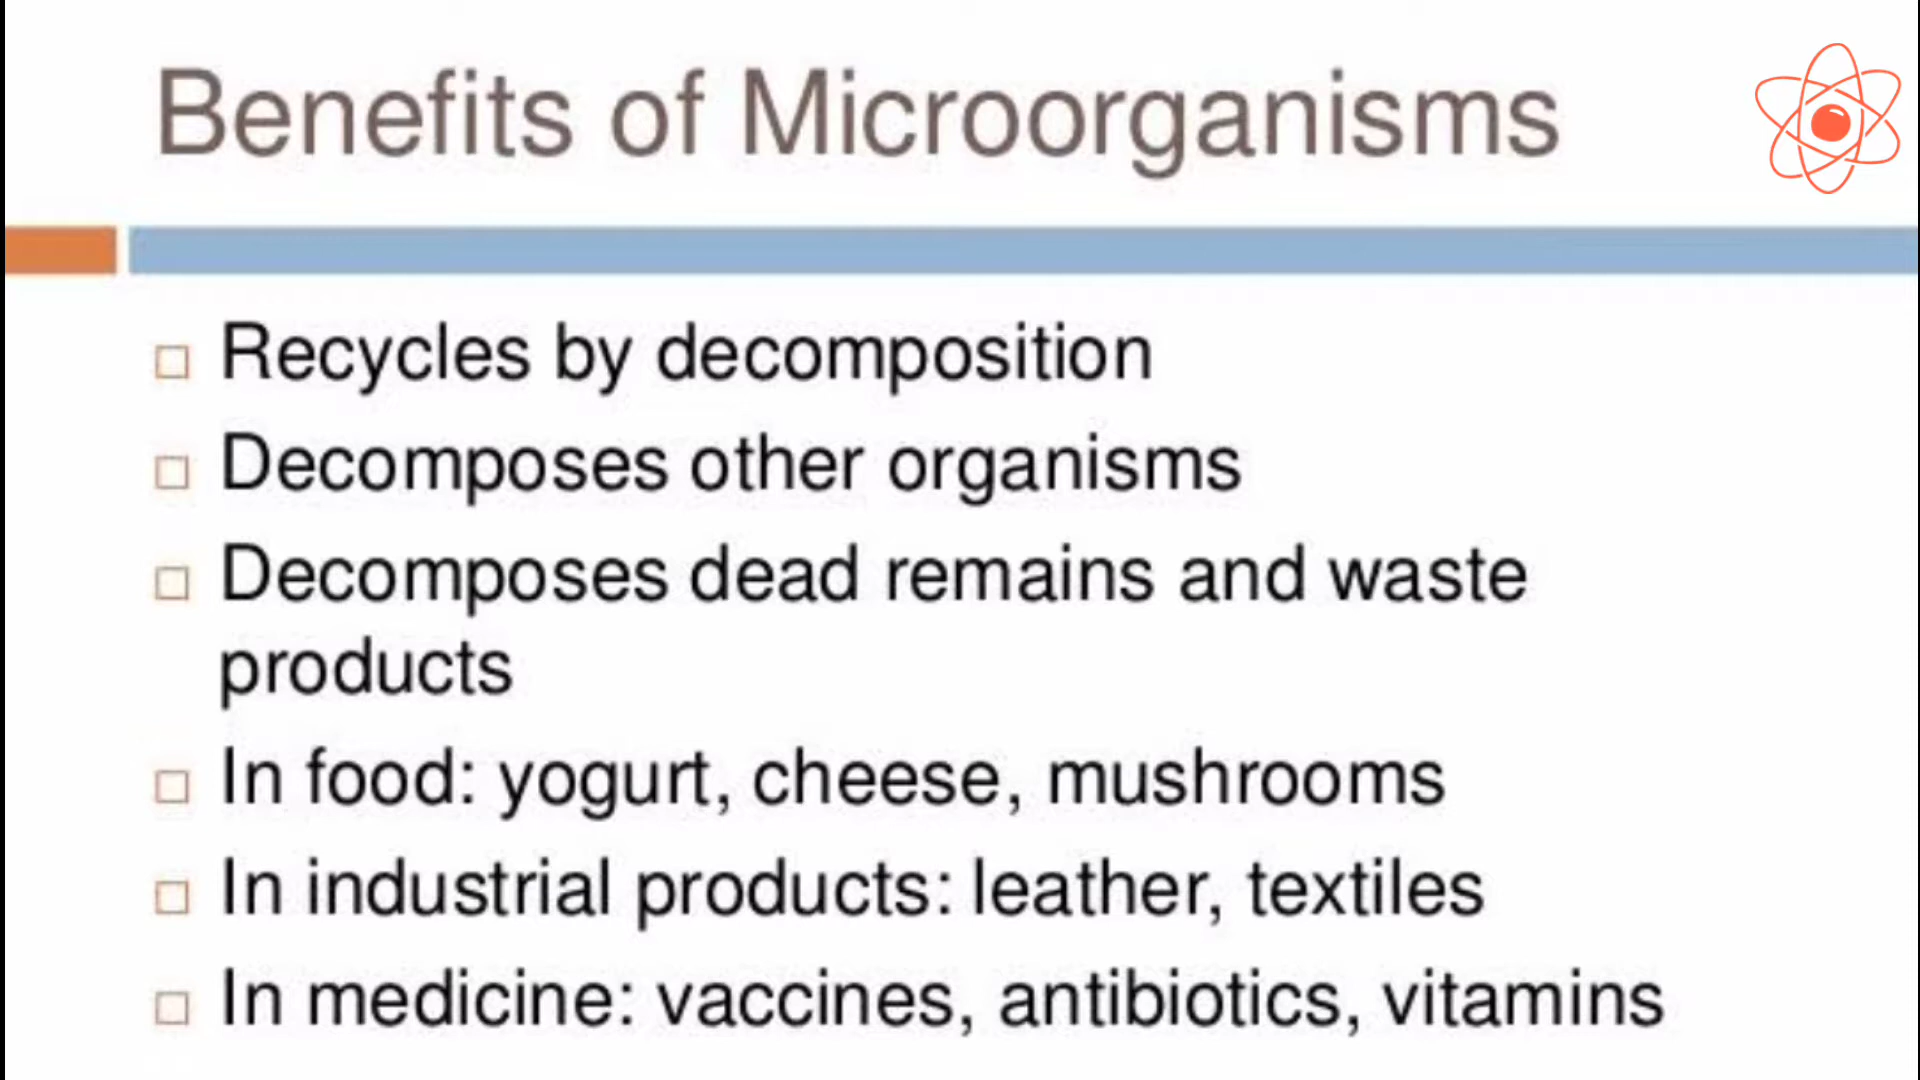 Benefits of Microorganisms
Recycles by decomposition
Decomposes other organisms
Decomposes dead remains and waste
products
In food: yogurt, cheese, mushrooms
In industrial products: leather, textiles
In medicine: vaccines, antibiotics, vitamins